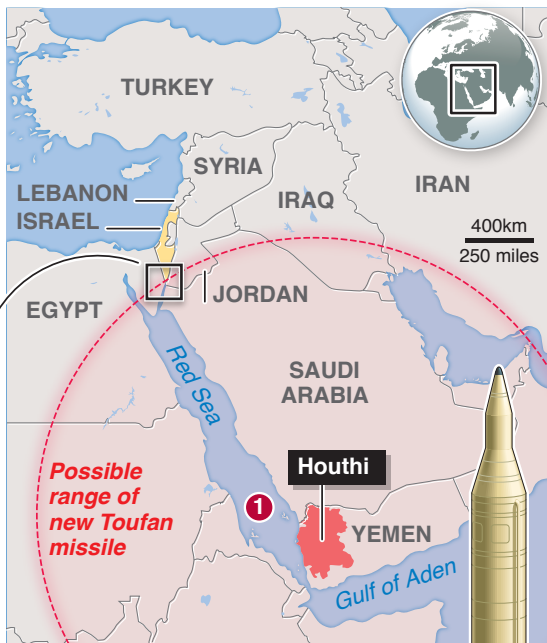 TURKEY
SYRIA
LEBANON
ISRAEL
IRAQ
IRAN
400km
250 miles
EGYPT
JORDAN
Red Sea
SAUDI
ARABIA
Possible
range of
new Toufan
missile
Houthi
1
YEMEN
Gulf of Aden